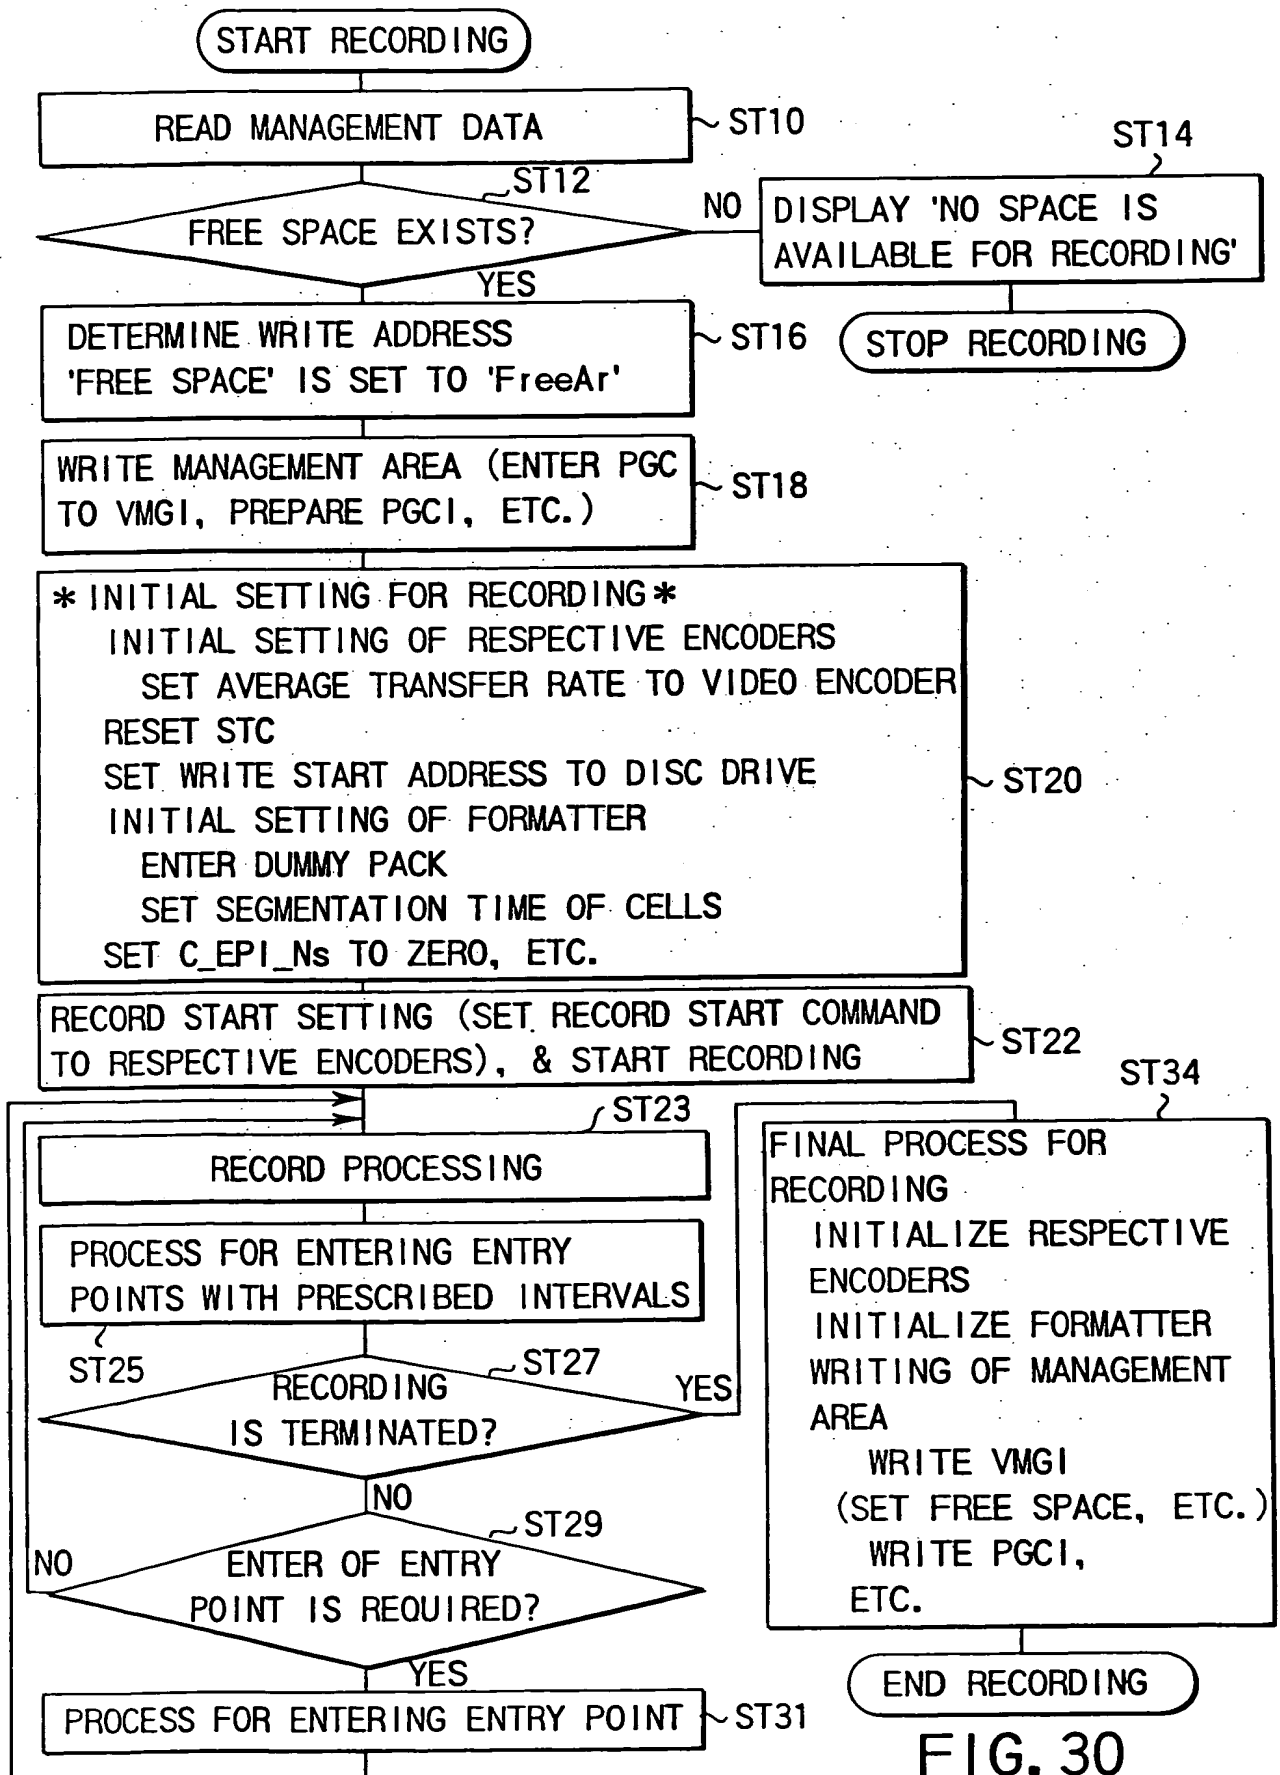 START RECORDING
READ MANAGEMENT DATA
ST10
ST12
FREE SPACE EXISTS?
NO
YES
ST14
DISPLAY 'NO SPACE IS
AVAILABLE FOR RECORDING'
STOP RECORDING
DETERMINE WRITE ADDRESS
'FREE SPACE' IS SET TO 'FreeAr'
ST16
WRITE MANAGEMENT AREA (ENTER PGC
TO VMGI, PREPARE PGCI, ETC.)
ST18
* INITIAL SETTING FOR RECORDING *
INITIAL SETTING OF RESPECTIVE ENCODERS
SET AVERAGE TRANSFER RATE TO VIDEO ENCODER
RESET STC
SET WRITE START ADDRESS TO DISC DRIVE
INITIAL SETTING OF FORMATTER
ENTER DUMMY PACK
SET SEGMENTATION TIME OF CELLS
SET C_EPI_Ns TO ZERO, ETC.
ST20
RECORD START SETTING (SET RECORD START COMMAND
TO RESPECTIVE ENCODERS), & START RECORDING
ST22
ST23
RECORD PROCESSING
PROCESS FOR ENTERING ENTRY
POINTS WITH PRESCRIBED INTERVALS
ST25
ST27
RECORDING
IS TERMINATED?
YES
NO
ST29
ENTER OF ENTRY
POINT IS REQUIRED?
NO
YES
PROCESS FOR ENTERING ENTRY POINT
ST31
ST34
FINAL PROCESS FOR
RECORDING
INITIALIZE RESPECTIVE
ENCODERS
INITIALIZE FORMATTER
WRITING OF MANAGEMENT
AREA
WRITE VMGI
(SET FREE SPACE, ETC.)
WRITE PGCI,
ETC.
END RECORDING
FIG. 30